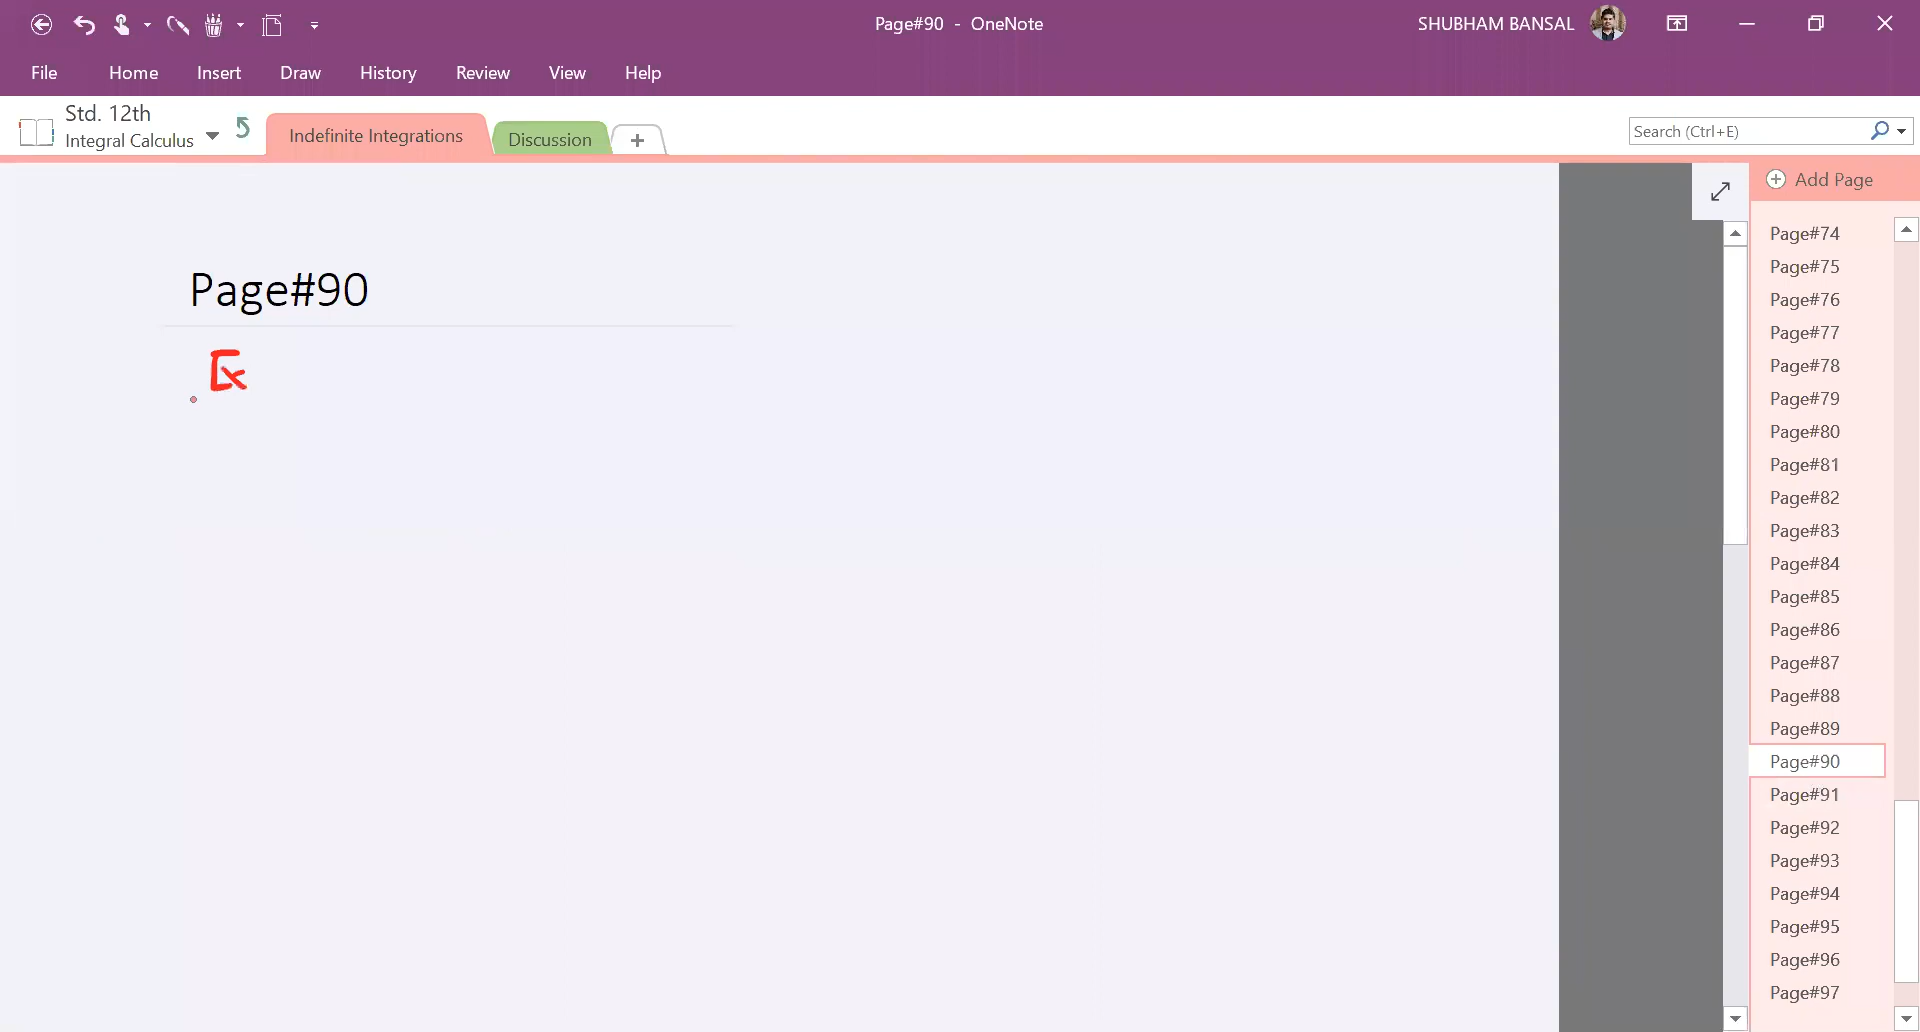 Page#90 - OneNote
SHUBHAM BANSAL
File Home Insert Draw History Review View Help
Std. 12th
Integral Calculus
Indefinite Integrations
Discussion
+
Search (Ctrl+E)
Add Page
Page#90
Ex
Page#74
Page#75
Page#76
Page#77
Page#78
Page#79
Page#80
Page#81
Page#82
Page#83
Page#84
Page#85
Page#86
Page#87
Page#88
Page#89
Page#90
Page#91
Page#92
Page#93
Page#94
Page#95
Page#96
Page#97